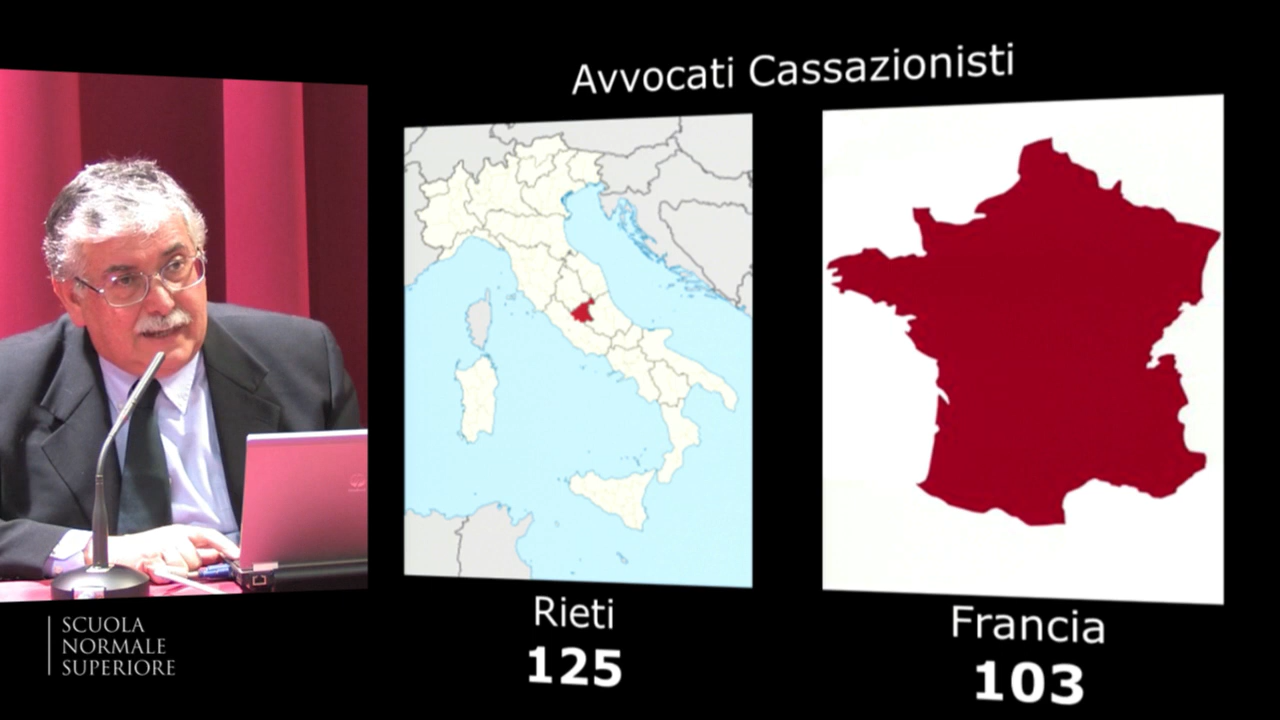 Avvocati Cassazionisti
Rieti
125
Francia
103
SCUOLA
NORMALE
SUPERIORE